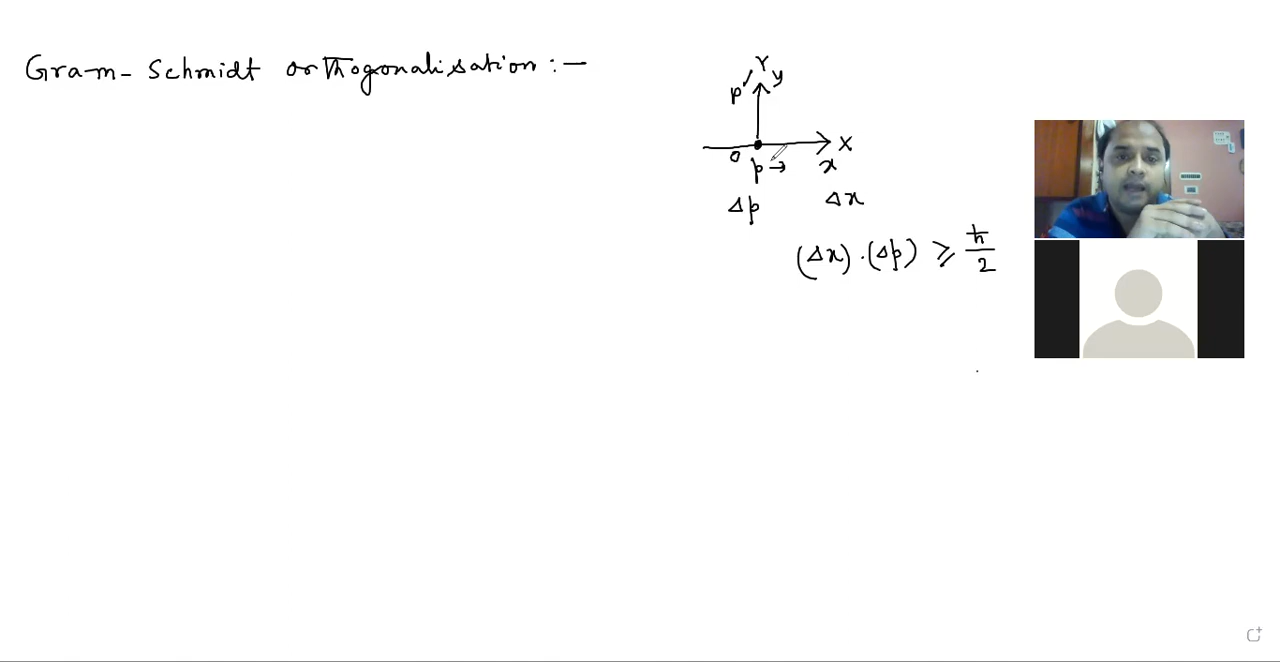 Gram-Schmidt orthogonalisation :-
Y
p' y
O X
p → x
Δp Δx
(Δx) · (Δp) ⩾ ħ/2